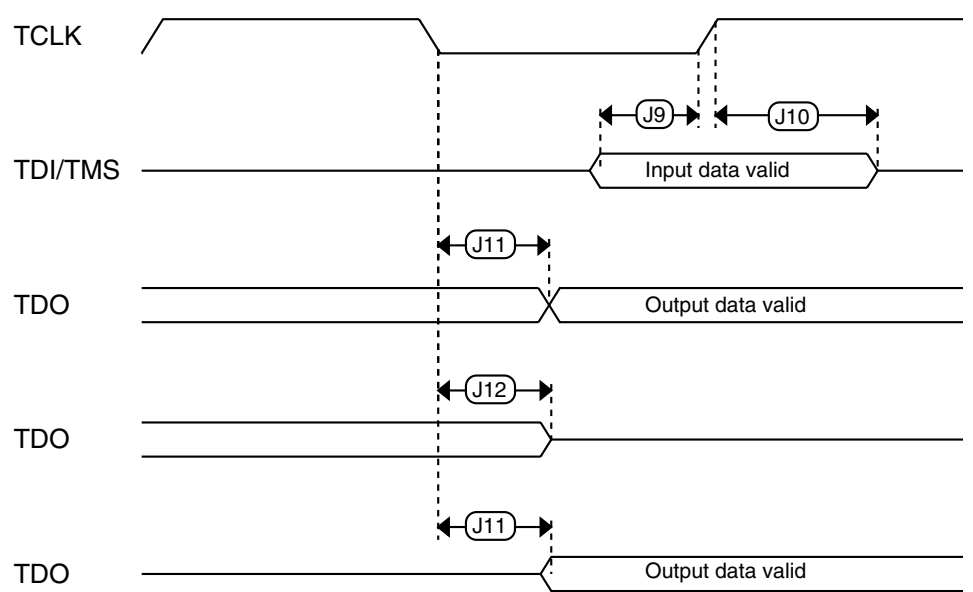 TCLK
J9
J10
TDI/TMS
Input data valid
J11
TDO
Output data valid
J12
TDO
J11
TDO
Output data valid